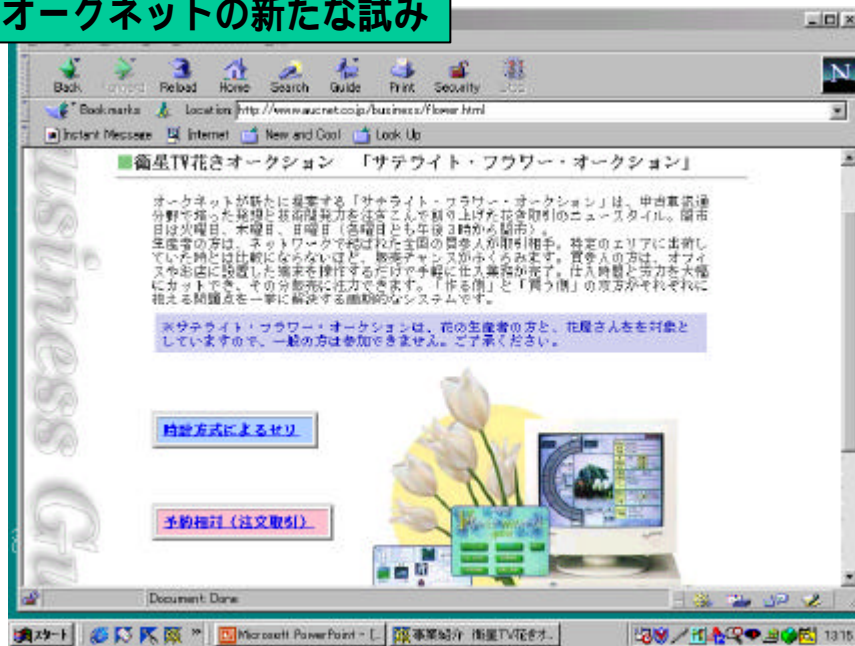 オークネットの新たな試み
Back Reload Home Search Guide Print Security
Bookmarks Location: http://www.aucnet.co.jp/business/flower.html
Instant Message Internet New and Cool Look Up
衛星TV花きオークション 「サテライト・フラワー・オークション」
オークネットが新たに提案する「サテライト・フラワー・オークション」は、中古車流通
分野で培った発想と技術開発力を注ぎこんで創り上げた花き取引のニュースタイル。開市
日は火曜日、木曜日、日曜日（各曜日とも午後3時から開市）。
生産者の方は、ネットワークで結ばれた全国の買参人が取引相手。特定のエリアに出荷し
ていた時とは比較にならないほど、販売チャンスがふくらみます。買参人の方は、オフィ
スやお店に設置した端末を操作するだけで手軽に仕入業務が完了。仕入時間と労力を大幅
にカットでき、その分販売に注力できます。「作る側」と「買う側」の双方がそれぞれに
抱える問題点を一挙に解決する画期的なシステムです。
※サテライト・フラワー・オークションは、花の生産者の方と、花屋さんをを対象と
していますので、一般の方は参加できません。ご了承ください。
時計方式によるセリ
予約相対（注文取引）
Business Gu
Document: Done
スタート Microsoft PowerPoint - [... 事業紹介 衛星TV花きオ... 13:15